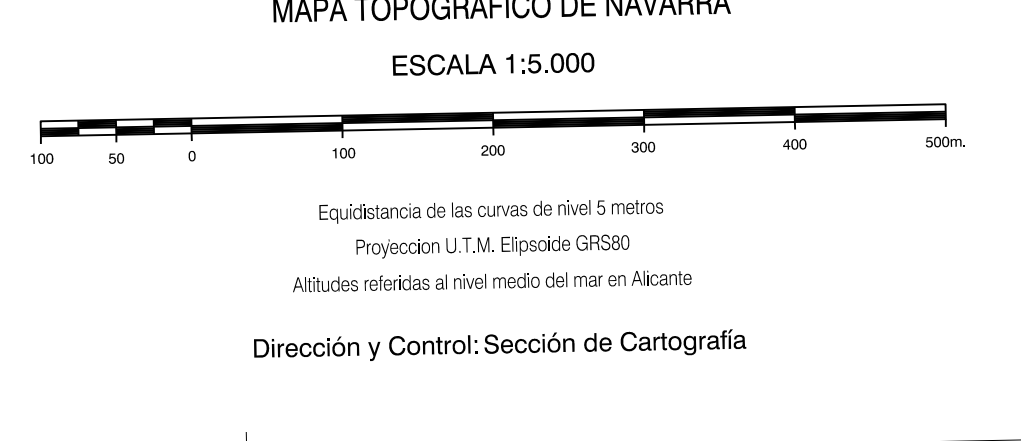 MAPA TOPOGRÁFICO DE NAVARRA
ESCALA 1:5.000
100 50 0 100 200 300 400 500m.
Equidistancia de las curvas de nivel 5 metros
Proyeccion U.T.M. Elipsoide GRS80
Altitudes referidas al nivel medio del mar en Alicante
Dirección y Control: Sección de Cartografía